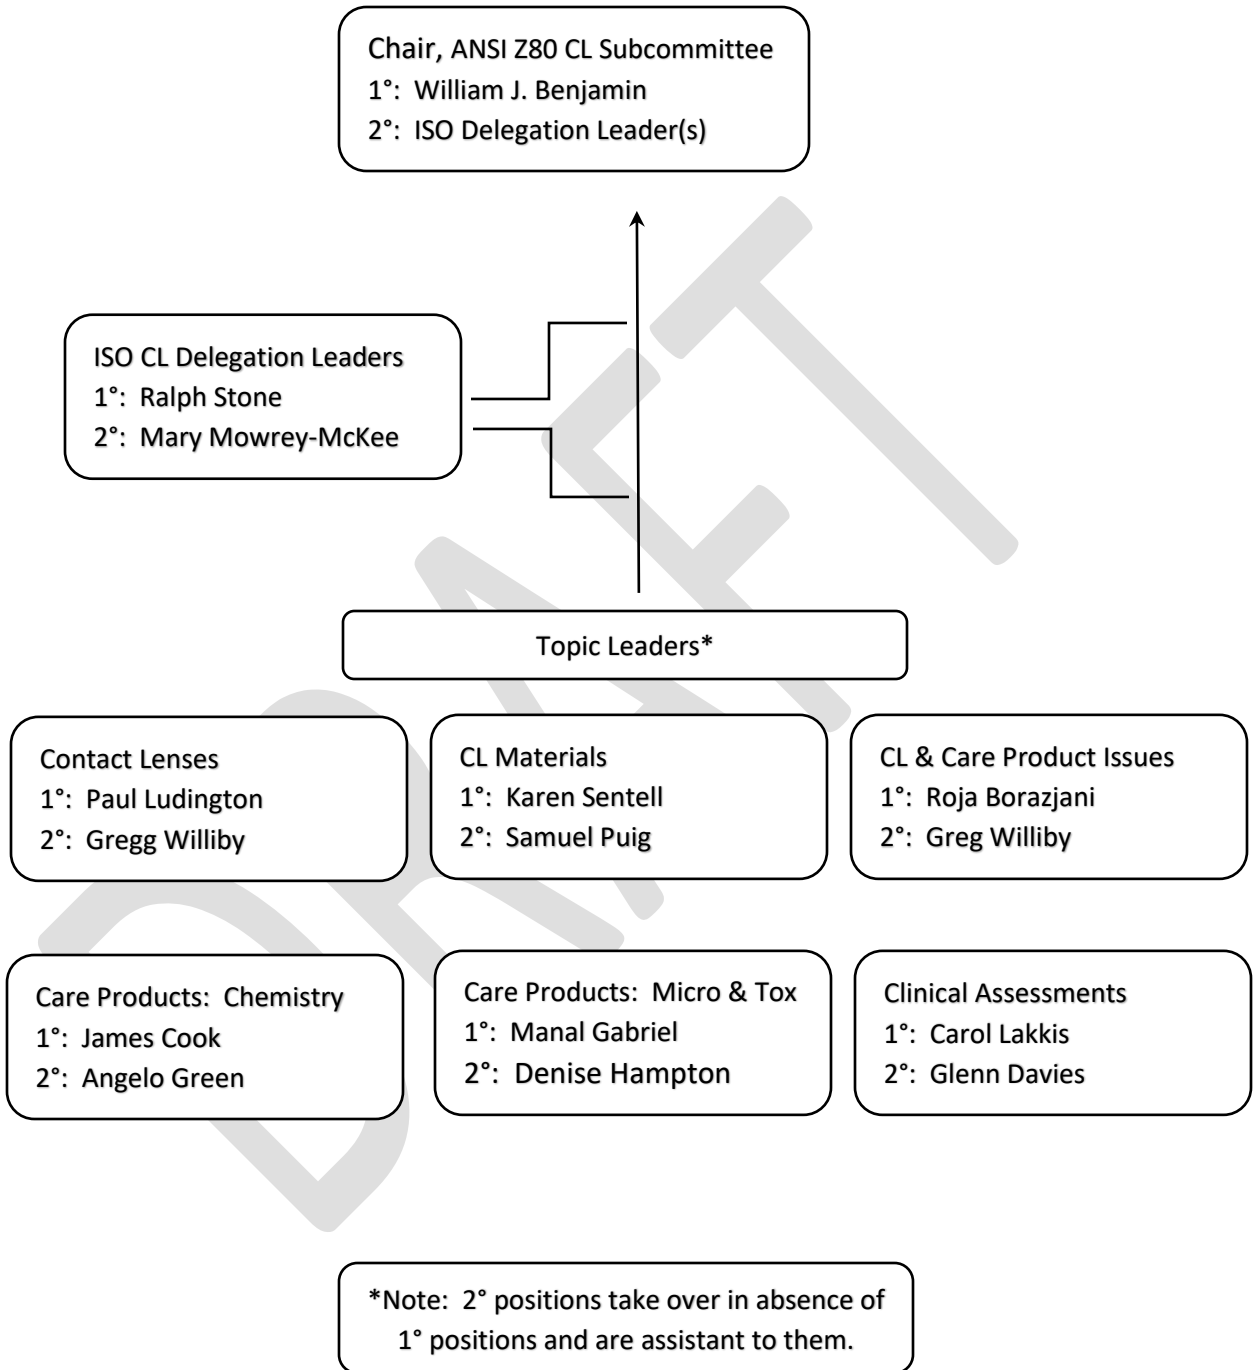 Chair, ANSI Z80 CL Subcommittee
1°: William J. Benjamin
2°: ISO Delegation Leader(s)
ISO CL Delegation Leaders
1°: Ralph Stone
2°: Mary Mowrey-McKee
Topic Leaders*
Contact Lenses
1°: Paul Ludington
2°: Gregg Williby
CL Materials
1°: Karen Sentell
2°: Samuel Puig
CL & Care Product Issues
1°: Roja Borazjani
2°: Greg Williby
Care Products: Chemistry
1°: James Cook
2°: Angelo Green
Care Products: Micro & Tox
1°: Manal Gabriel
2°: Denise Hampton
Clinical Assessments
1°: Carol Lakkis
2°: Glenn Davies
*Note: 2° positions take over in absence of
1° positions and are assistant to them.
DRAFT